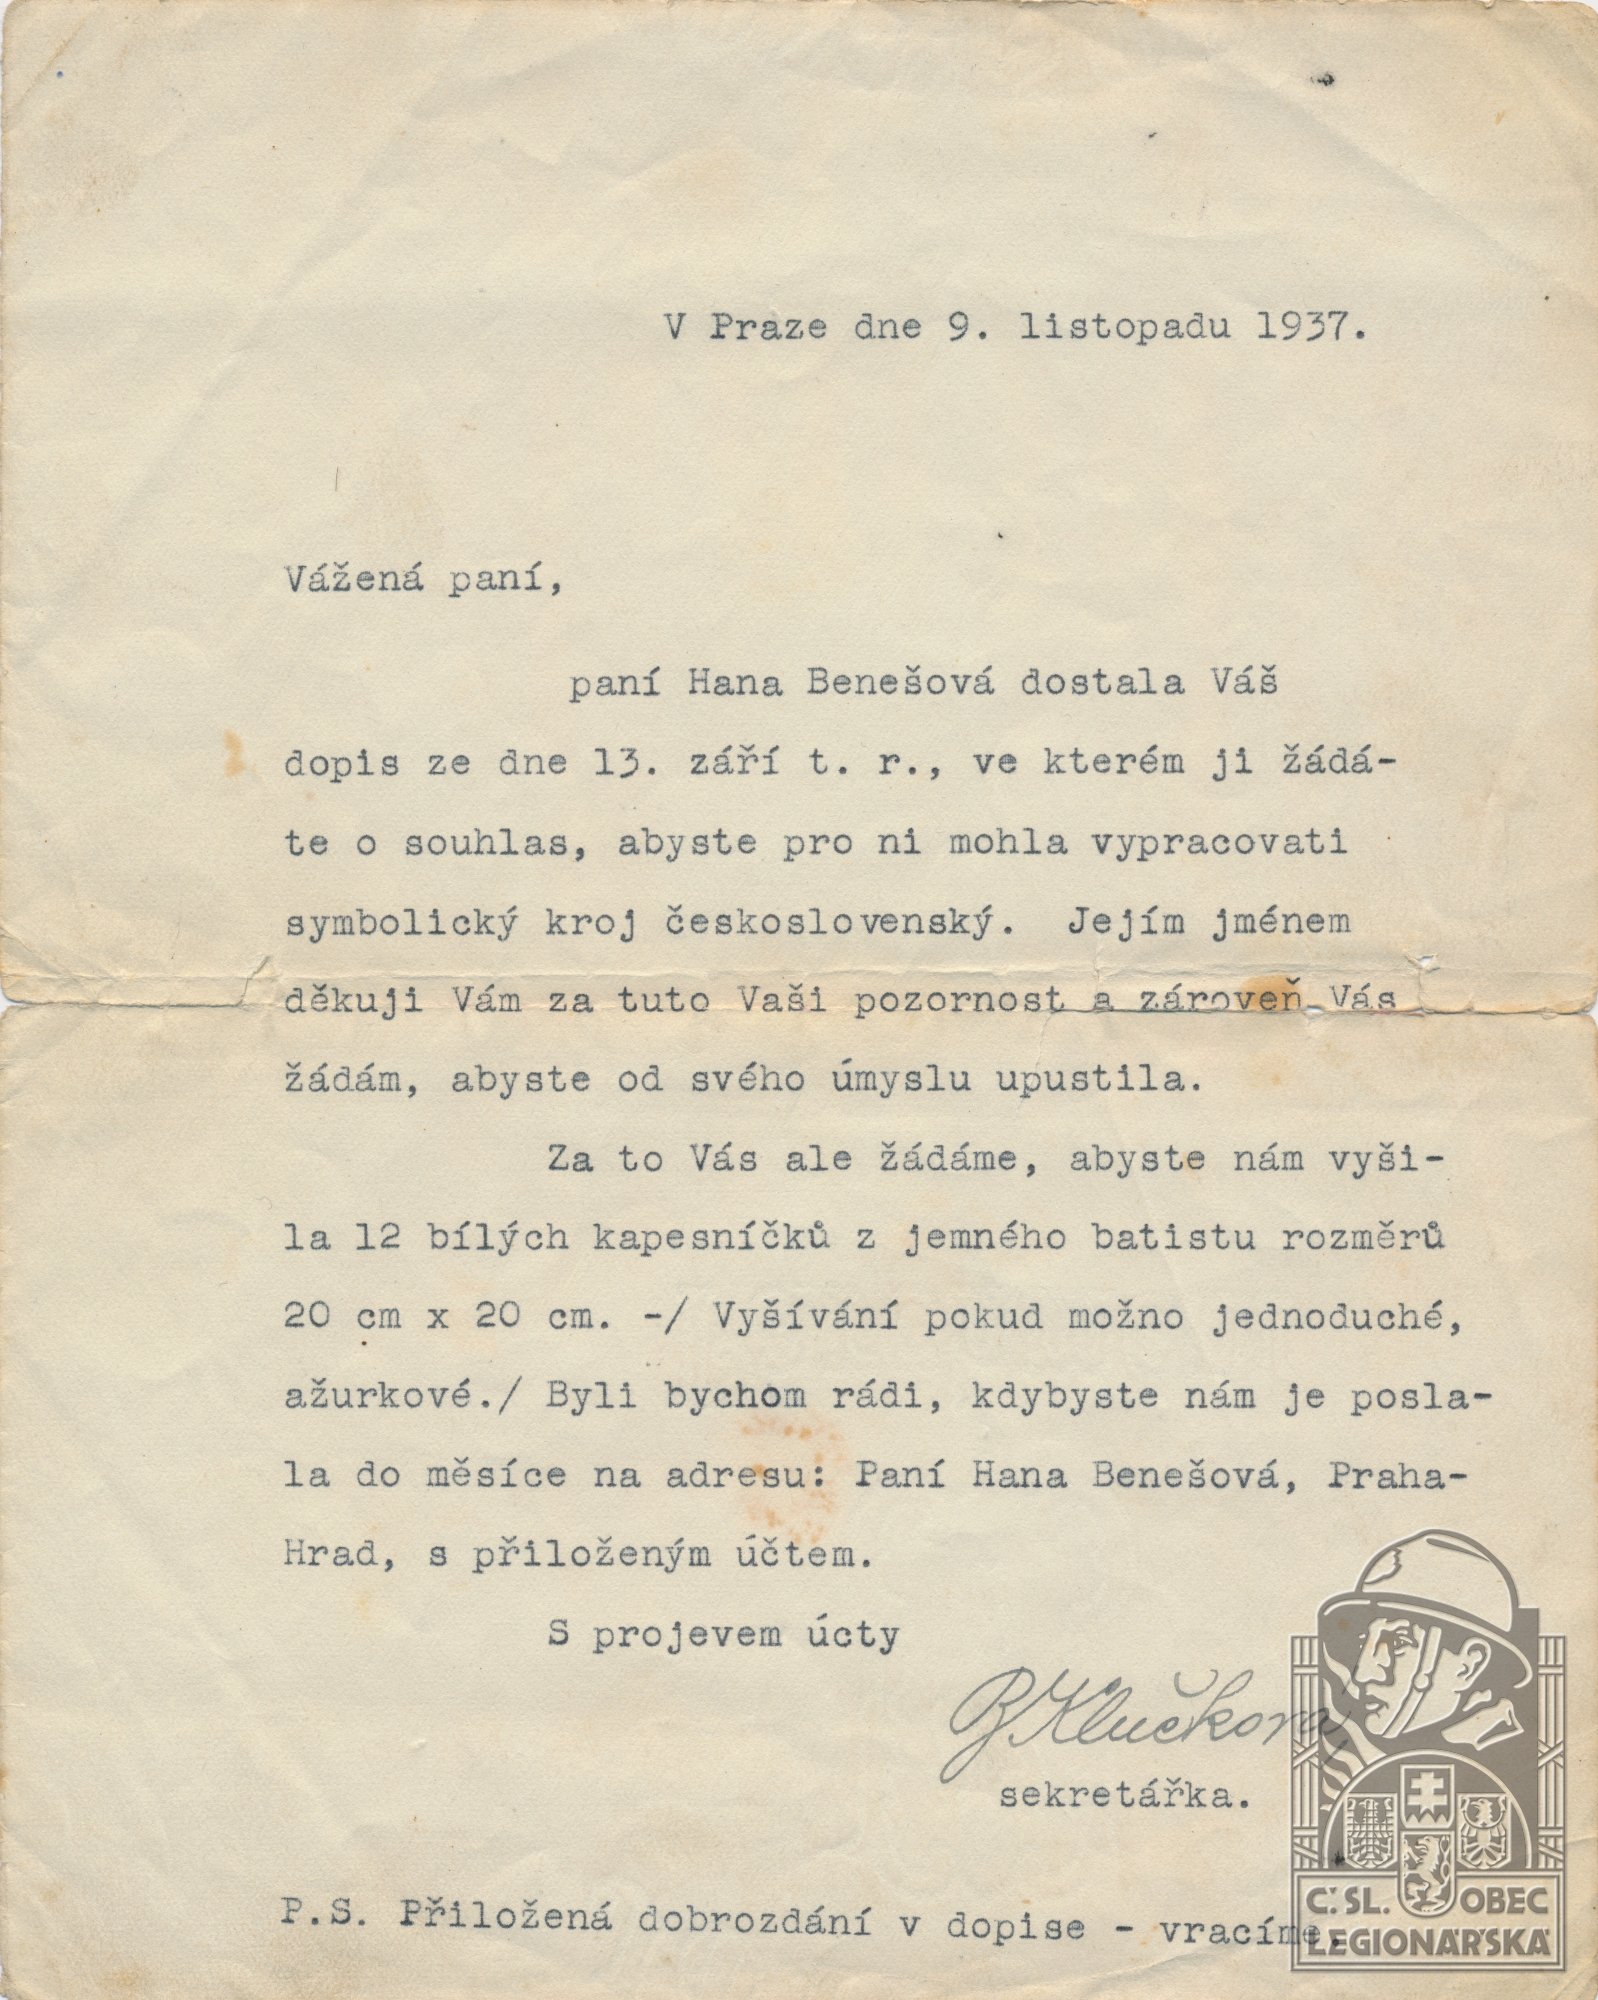 V Praze dne 9. listopadu 1937.
Vážená paní,
paní Hana Benešová dostala Váš
dopis ze dne 13. září t. r., ve kterém ji žádá-
te o souhlas, abyste pro ni mohla vypracovati
symbolický kroj československý. Jejím jménem
děkuji Vám za tuto Vaši pozornost a zároveň Vás
žádám, abyste od svého úmyslu upustila.
Za to Vás ale žádáme, abyste nám vyši-
la 12 bílých kapesníčků z jemného batistu rozměrů
20 cm x 20 cm. -/ Vyšívání pokud možno jednoduché,
ažurkové./ Byli bychom rádi, kdybyste nám je posla-
la do měsíce na adresu: Paní Hana Benešová, Praha-
Hrad, s přiloženým účtem.
S projevem úcty
B Klučková
sekretářka.
P.S. Přiložená dobrozdání v dopise - vracíme.
Č. SL. OBEC
LEGIONÁŘSKÁ